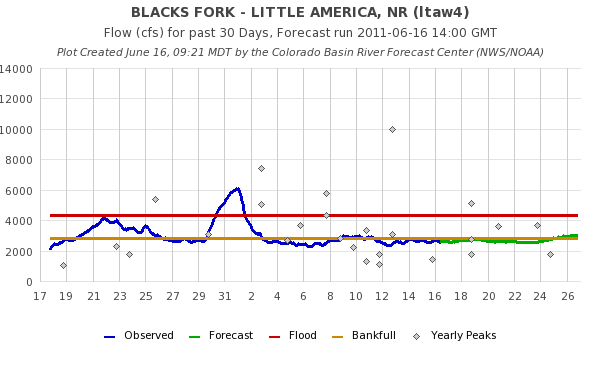 BLACKS FORK - LITTLE AMERICA, NR (ltaw4)
Flow (cfs) for past 30 Days, Forecast run 2011-06-16 14:00 GMT
Plot Created June 16, 09:21 MDT by the Colorado Basin River Forecast Center (NWS/NOAA)
14000
12000
10000
8000
6000
4000
2000
0
17 19 21 23 25 27 29 31 2 4 6 8 10 12 14 16 18 20 22 24 26
Observed Forecast Flood Bankfull Yearly Peaks